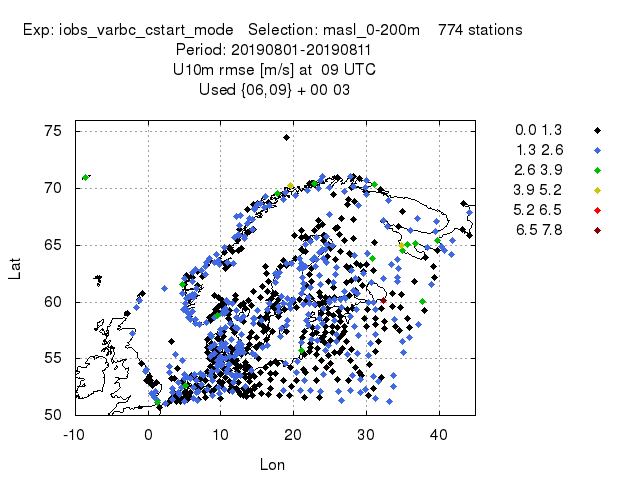 Exp: iobs_varbc_cstart_mode Selection: masl_0-200m 774 stations
Period: 20190801-20190811
U10m rmse [m/s] at 09 UTC
Used {06,09} + 00 03
75
70
65
60
55
50
-10 0 10 20 30 40
Lat
Lon
0.0 1.3
1.3 2.6
2.6 3.9
3.9 5.2
5.2 6.5
6.5 7.8